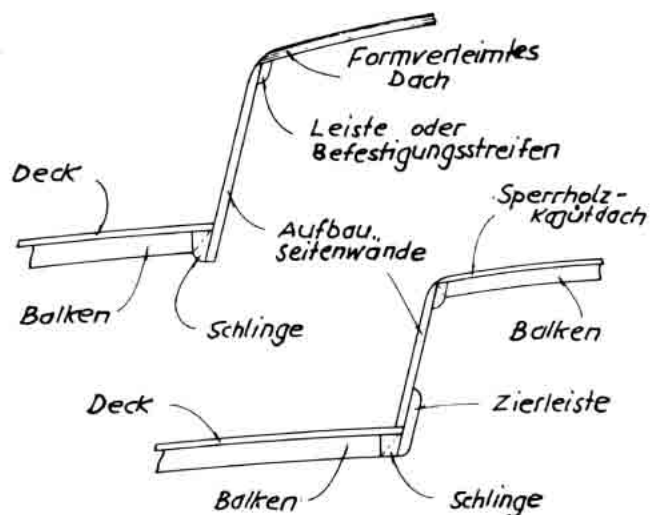 Formverleimtes
Dach
Leiste oder
Befestigungsstreifen
Deck
Sperrholz-
Kajütdach
Aufbau..
seitenwände
Balken
Schlinge
Balken
Deck
Zierleiste
Balken
Schlinge